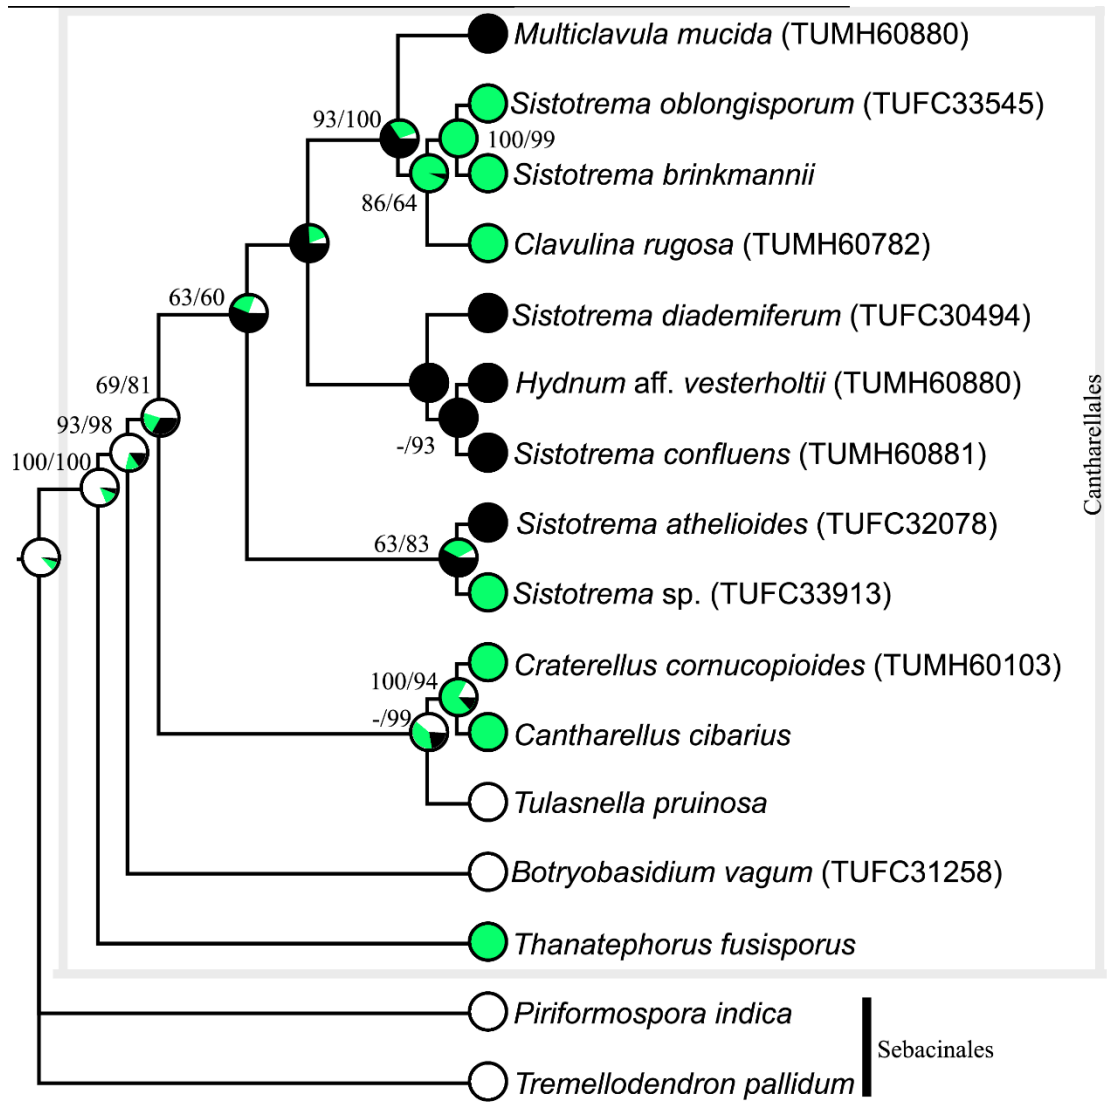 Multiclavula mucida (TUMH60880)
Sistotrema oblongisporum (TUFC33545)
93/100
100/99
Sistotrema brinkmannii
86/64
Clavulina rugosa (TUMH60782)
63/60
Sistotrema diademiferum (TUFC30494)
69/81
Hydnum aff. vesterholtii (TUMH60880)
93/98
-/93
Sistotrema confluens (TUMH60881)
100/100
Cantharellales
Sistotrema athelioides (TUFC32078)
63/83
Sistotrema sp. (TUFC33913)
Craterellus cornucopioides (TUMH60103)
100/94
-/99
Cantharellus cibarius
Tulasnella pruinosa
Botryobasidium vagum (TUFC31258)
Thanatephorus fusisporus
Piriformospora indica
Sebacinales
Tremellodendron pallidum